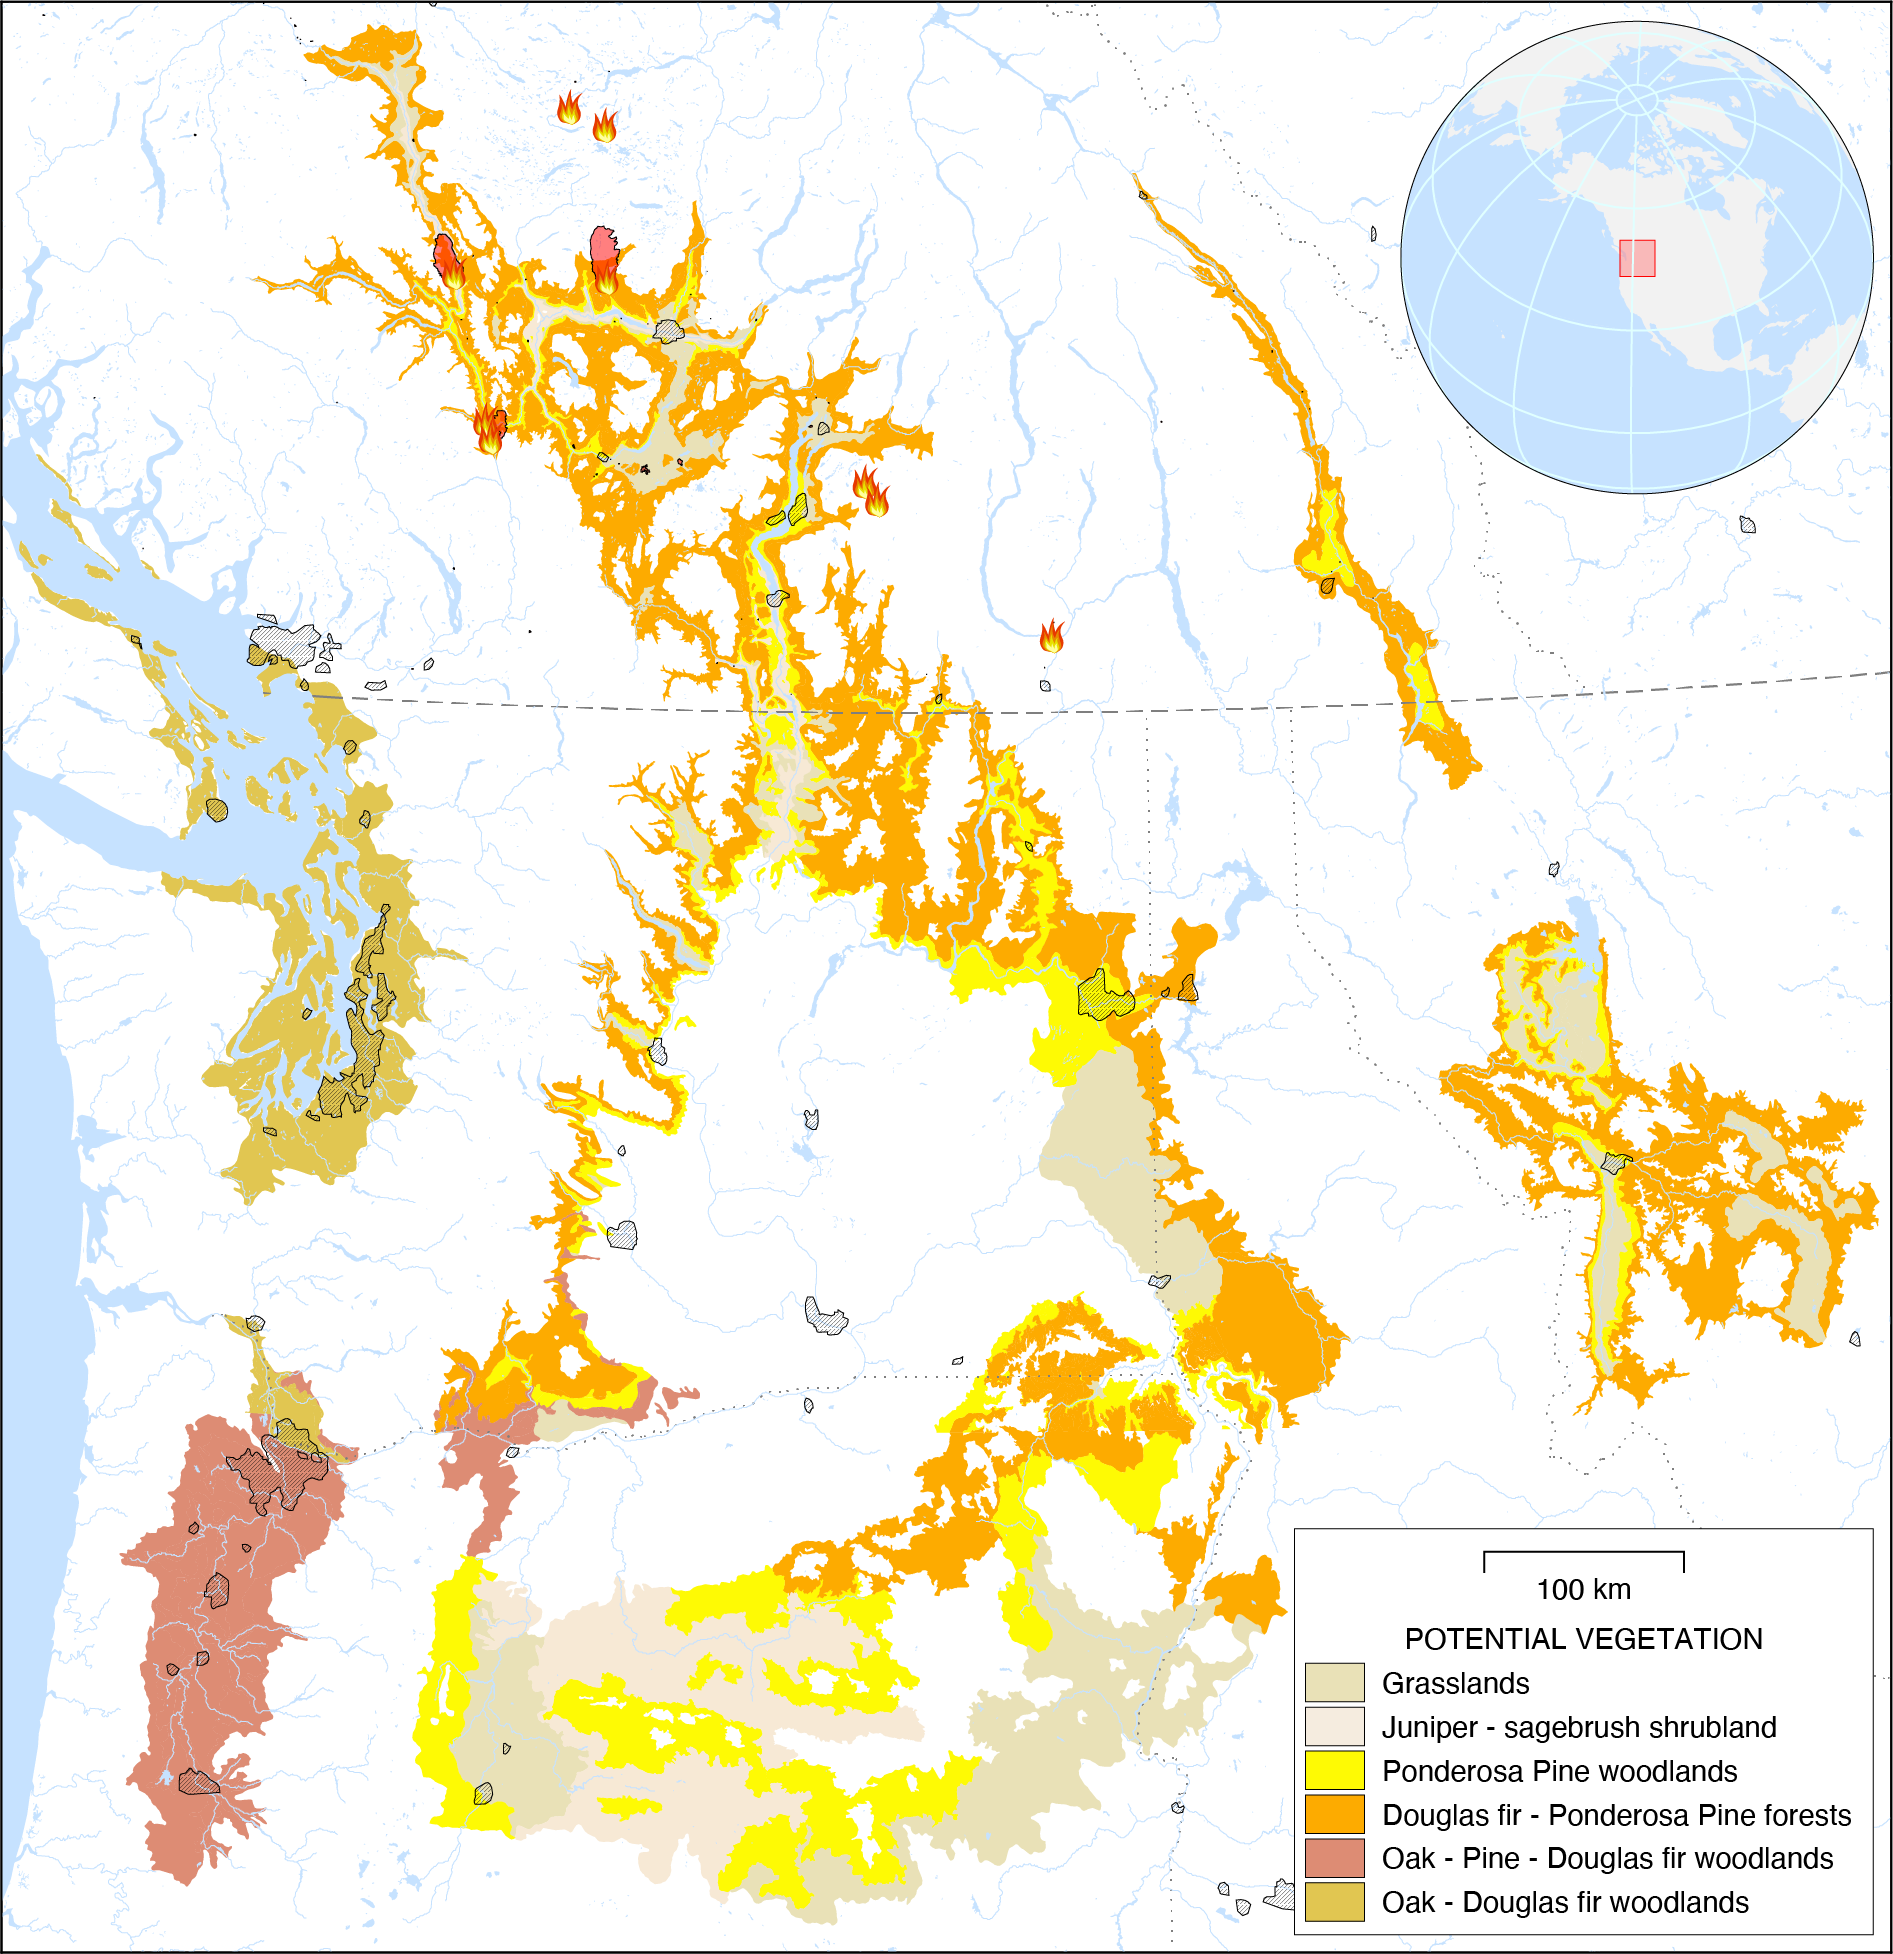 100 km
POTENTIAL VEGETATION
Grasslands
Juniper - sagebrush shrubland
Ponderosa Pine woodlands
Douglas fir - Ponderosa Pine forests
Oak - Pine - Douglas fir woodlands
Oak - Douglas fir woodlands